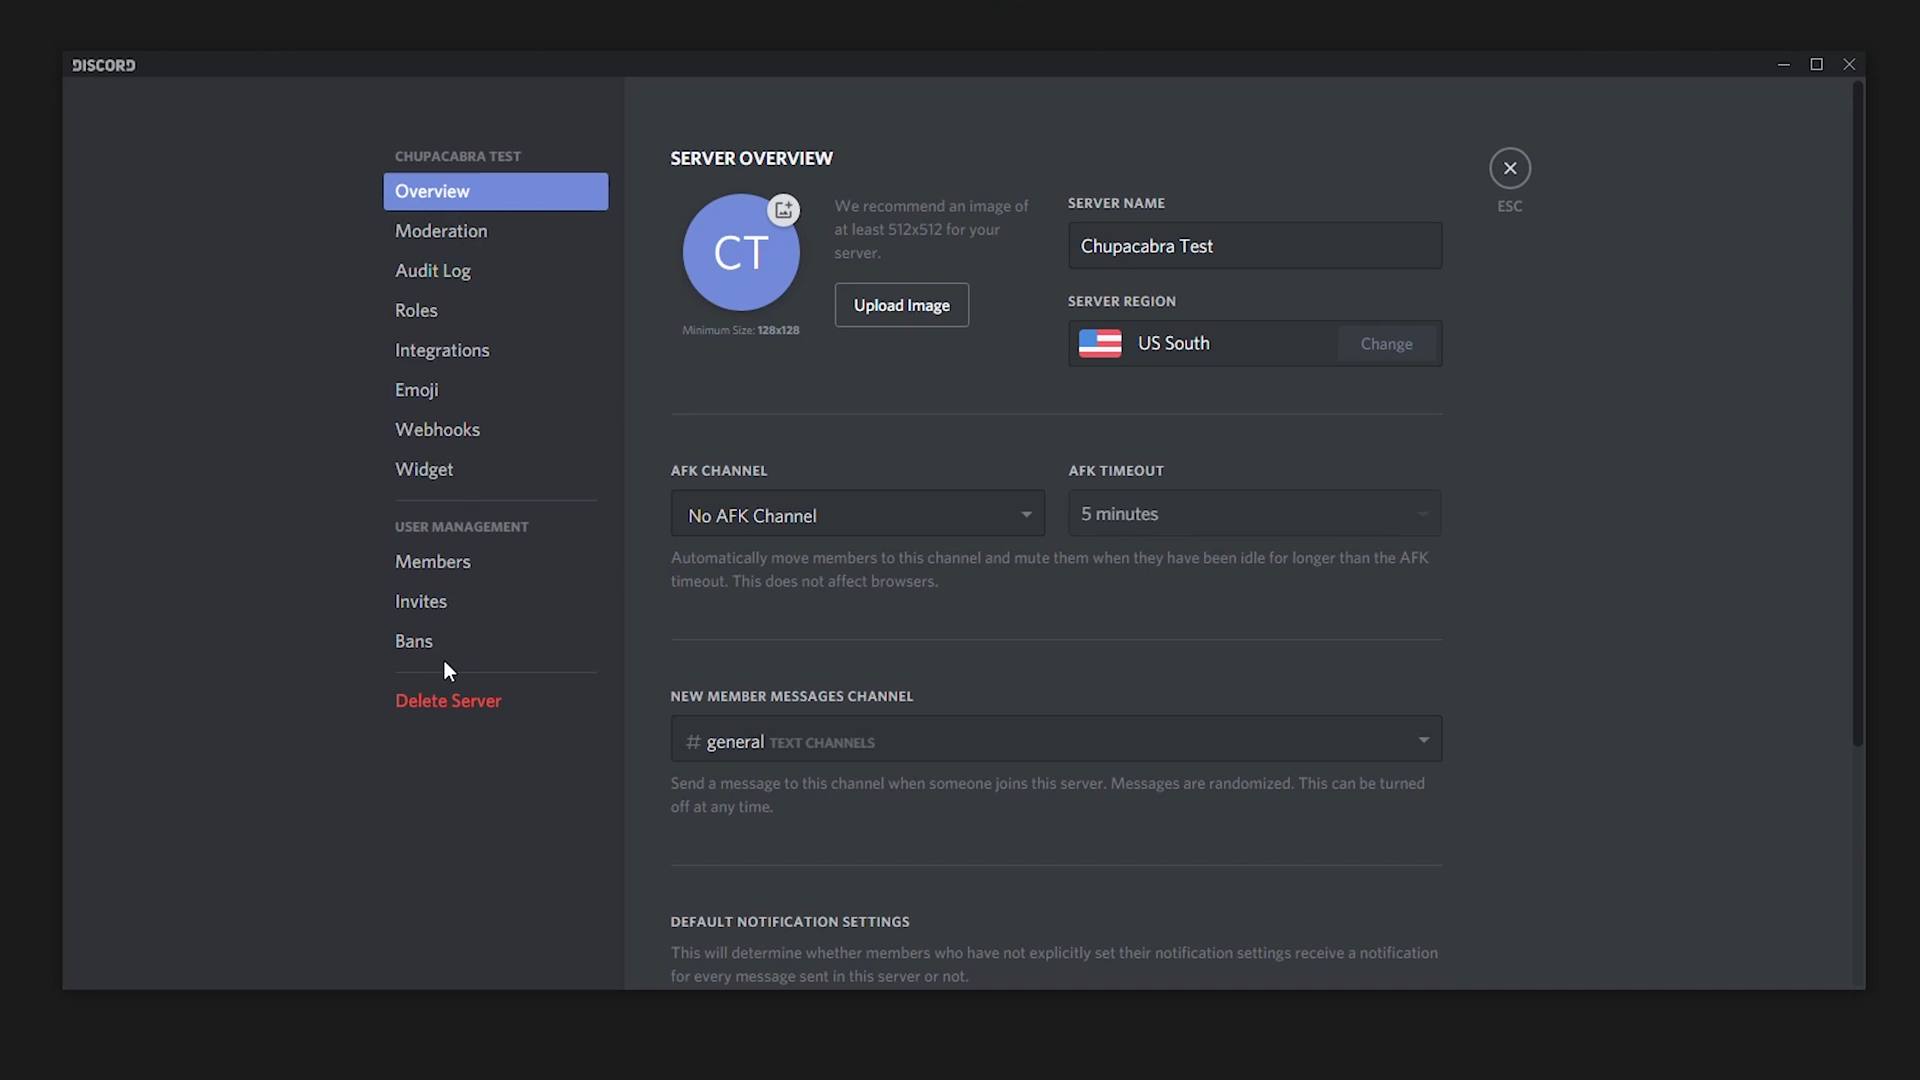 DISCORD
CHUPACABRA TEST
Overview
Moderation
Audit Log
Roles
Integrations
Emoji
Webhooks
Widget
USER MANAGEMENT
Members
Invites
Bans
Delete Server
SERVER OVERVIEW
CT
Minimum Size: 128x128
We recommend an image of
at least 512x512 for your
server.
Upload Image
SERVER NAME
Chupacabra Test
SERVER REGION
US South
Change
ESC
AFK CHANNEL
No AFK Channel
AFK TIMEOUT
5 minutes
Automatically move members to this channel and mute them when they have been idle for longer than the AFK
timeout. This does not affect browsers.
NEW MEMBER MESSAGES CHANNEL
# general TEXT CHANNELS
Send a message to this channel when someone joins this server. Messages are randomized. This can be turned
off at any time.
DEFAULT NOTIFICATION SETTINGS
This will determine whether members who have not explicitly set their notification settings receive a notification
for every message sent in this server or not.